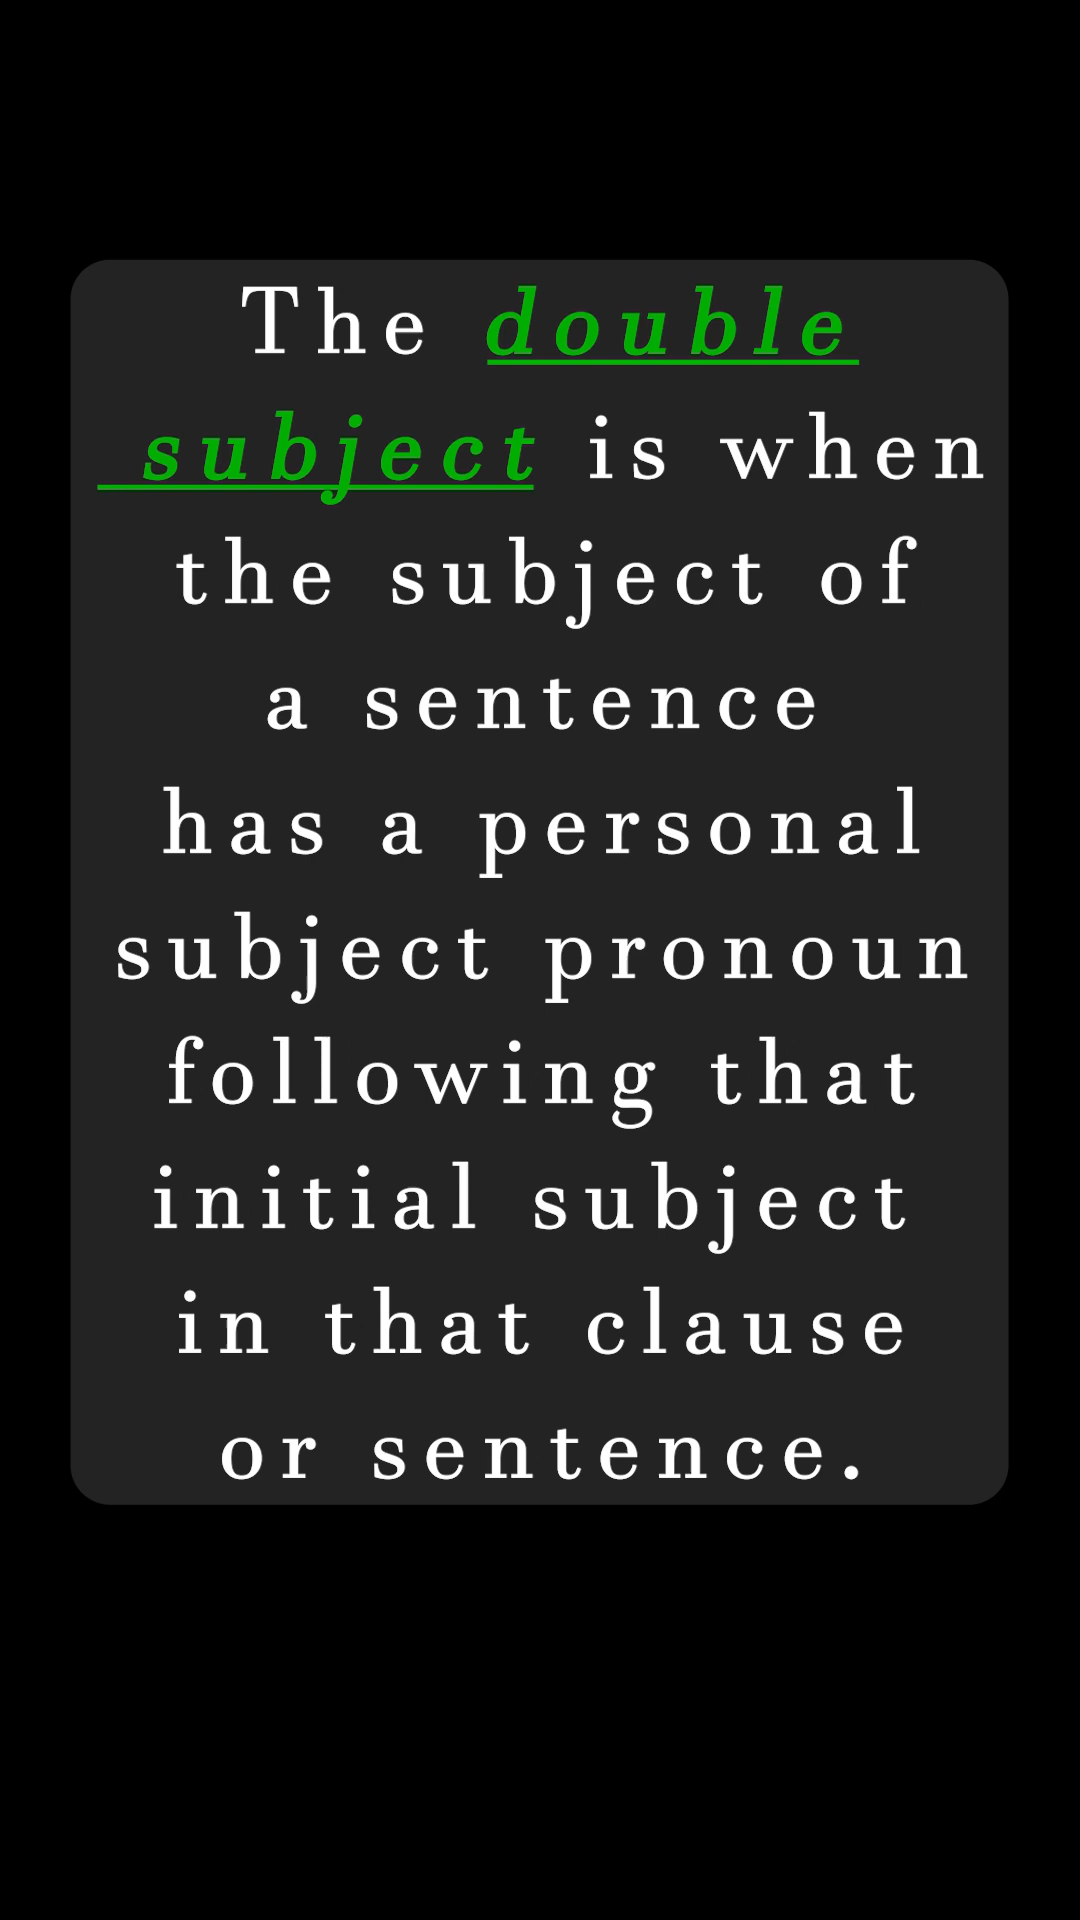 The double
subject is when
the subject of
a sentence
has a personal
subject pronoun
following that
initial subject
in that clause
or sentence.